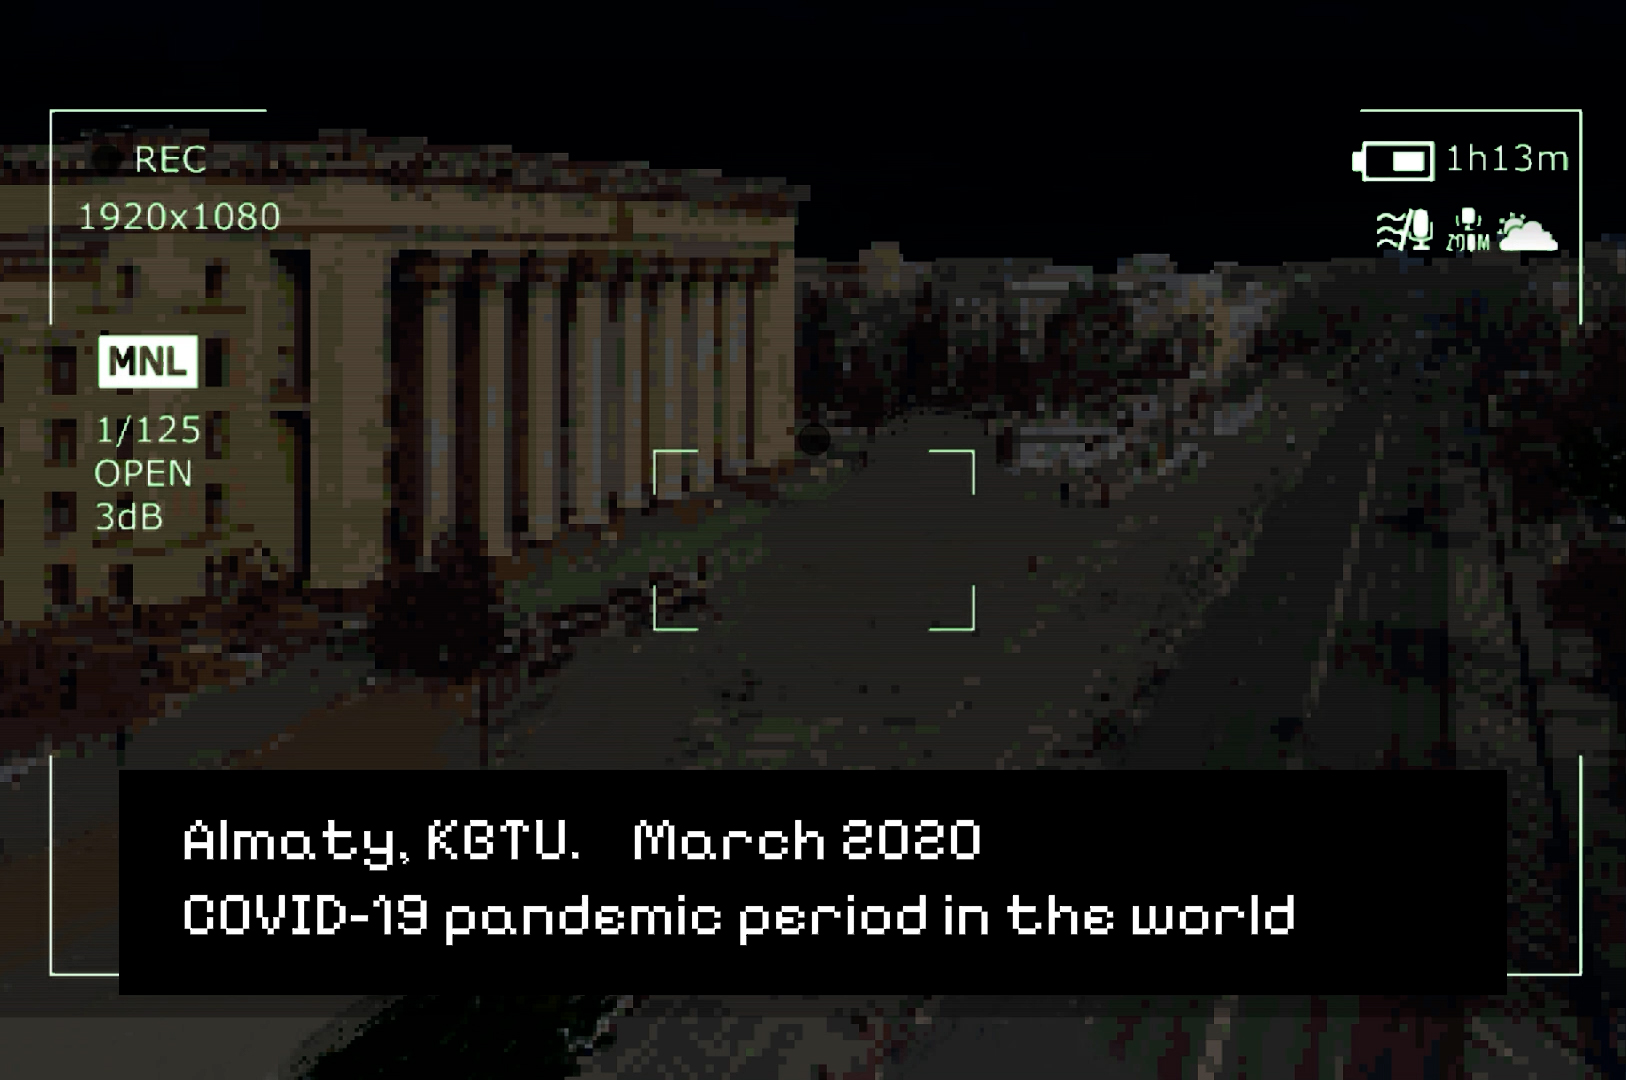 REC
1h13m
1920x1080
ZOOM
MNL
1/125
OPEN
3dB
Almaty, KBTU. March 2020
COVID-19 pandemic period in the world